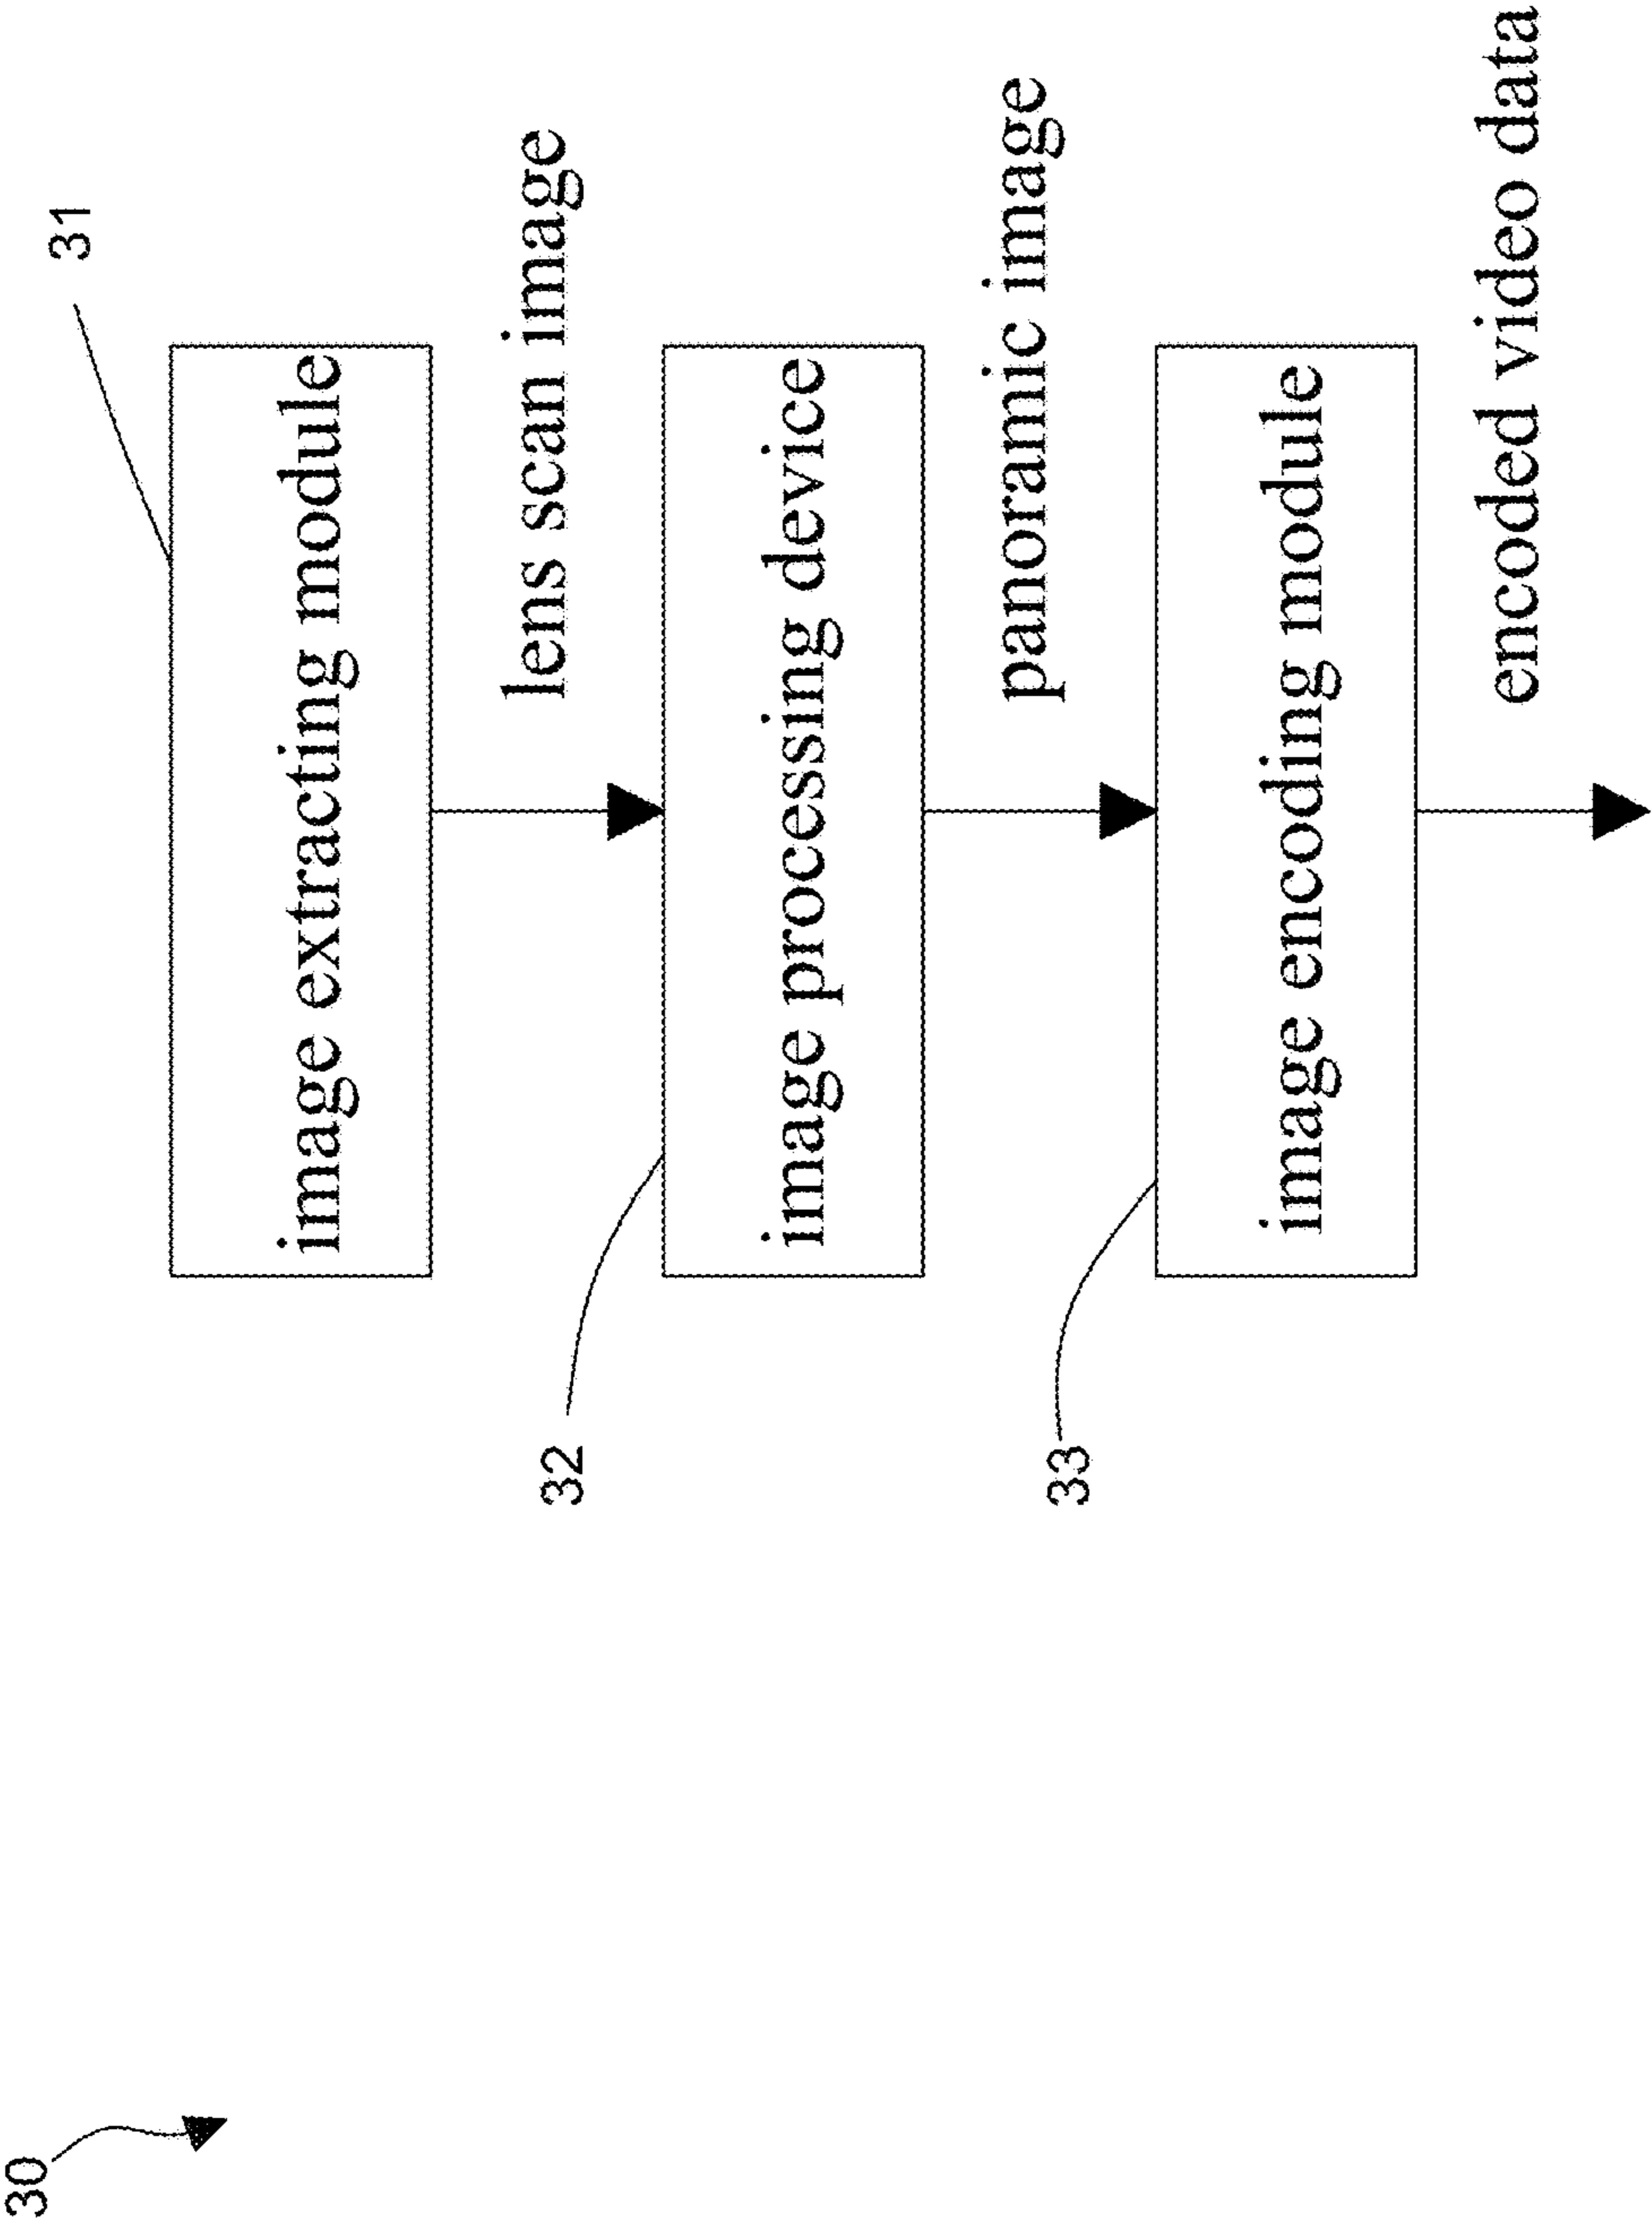 30
31
image extracting module
lens scan image
32
image processing device
panoramic image
33
image encoding module
encoded video data